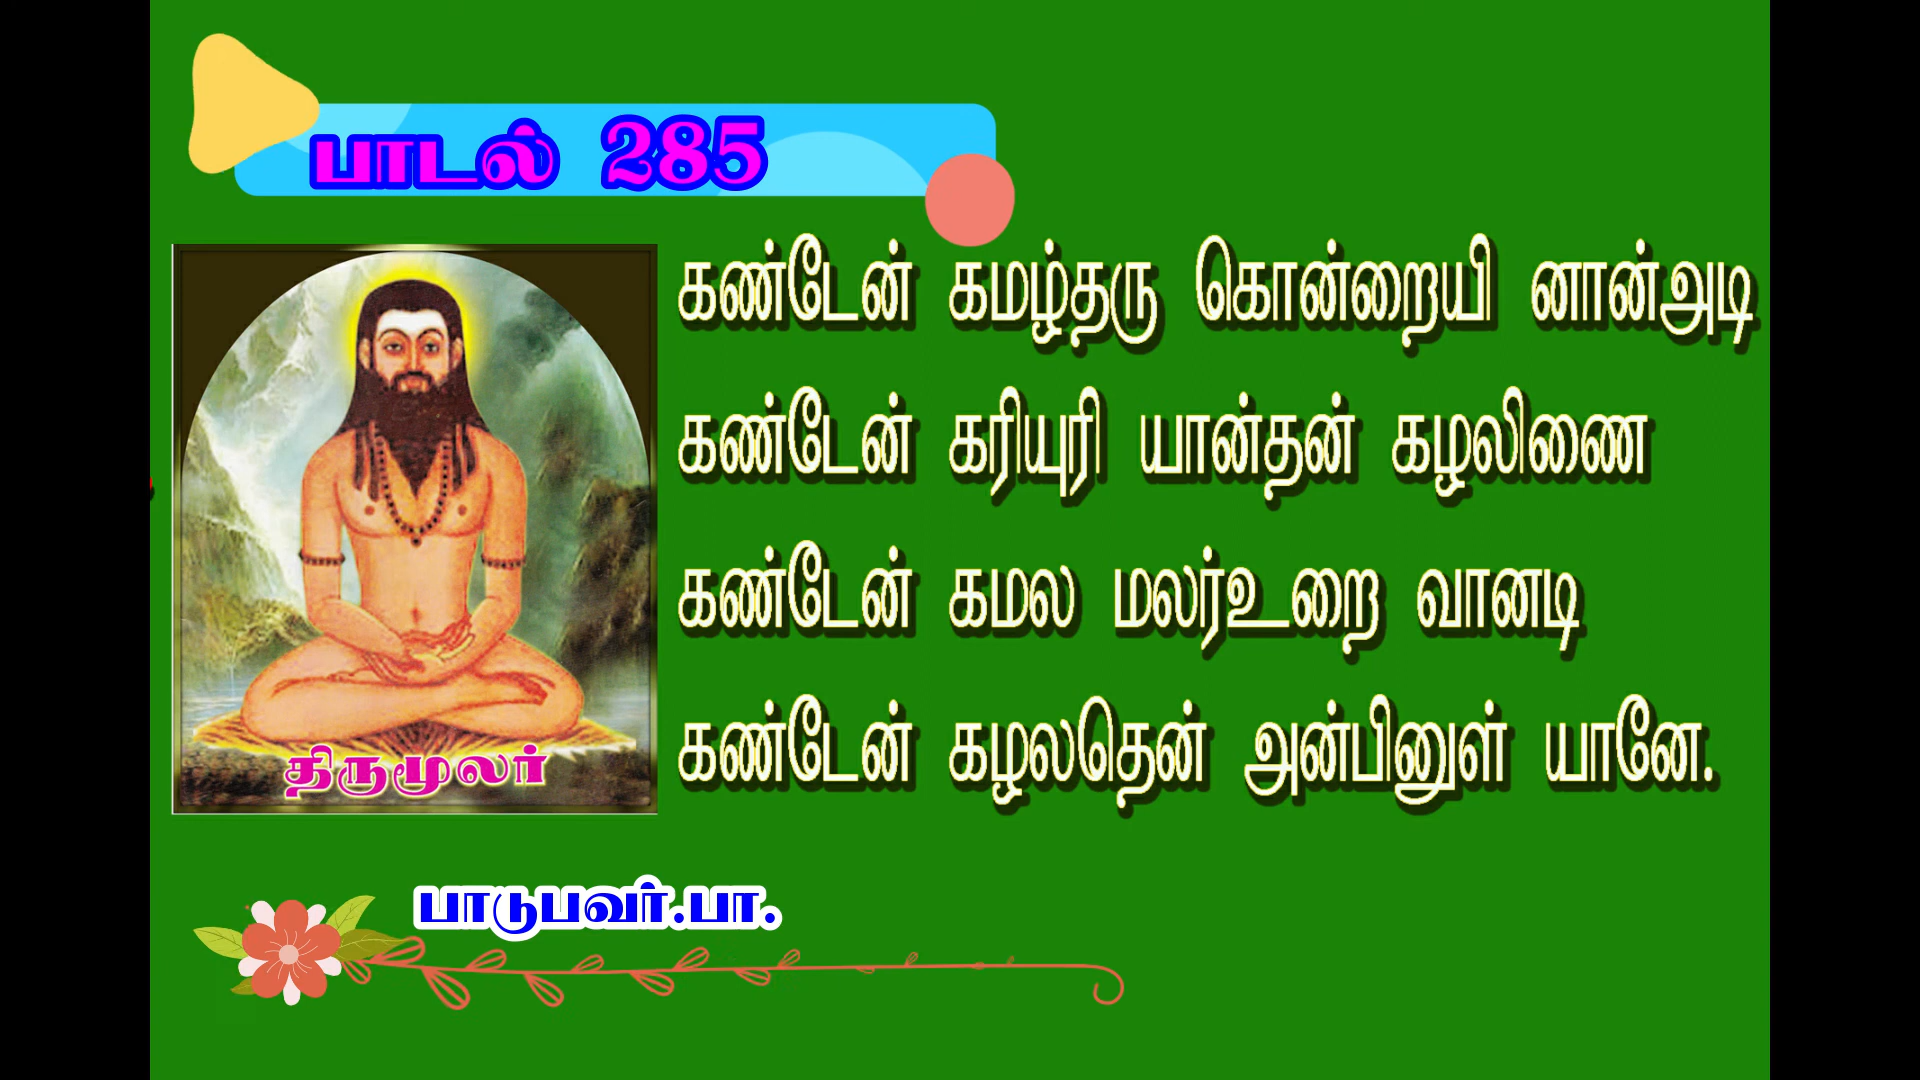 பாடல் 285
கண்டேன் கமழ்தரு கொன்றையி னான்அடி
கண்டேன் கரியுரி யான்தன் கழலிணை
கண்டேன் கமல மலர்உறை வானடி
கண்டேன் கழலதென் அன்பினுள் யானே.
திருமூலர்
பாடுபவர்.பா.